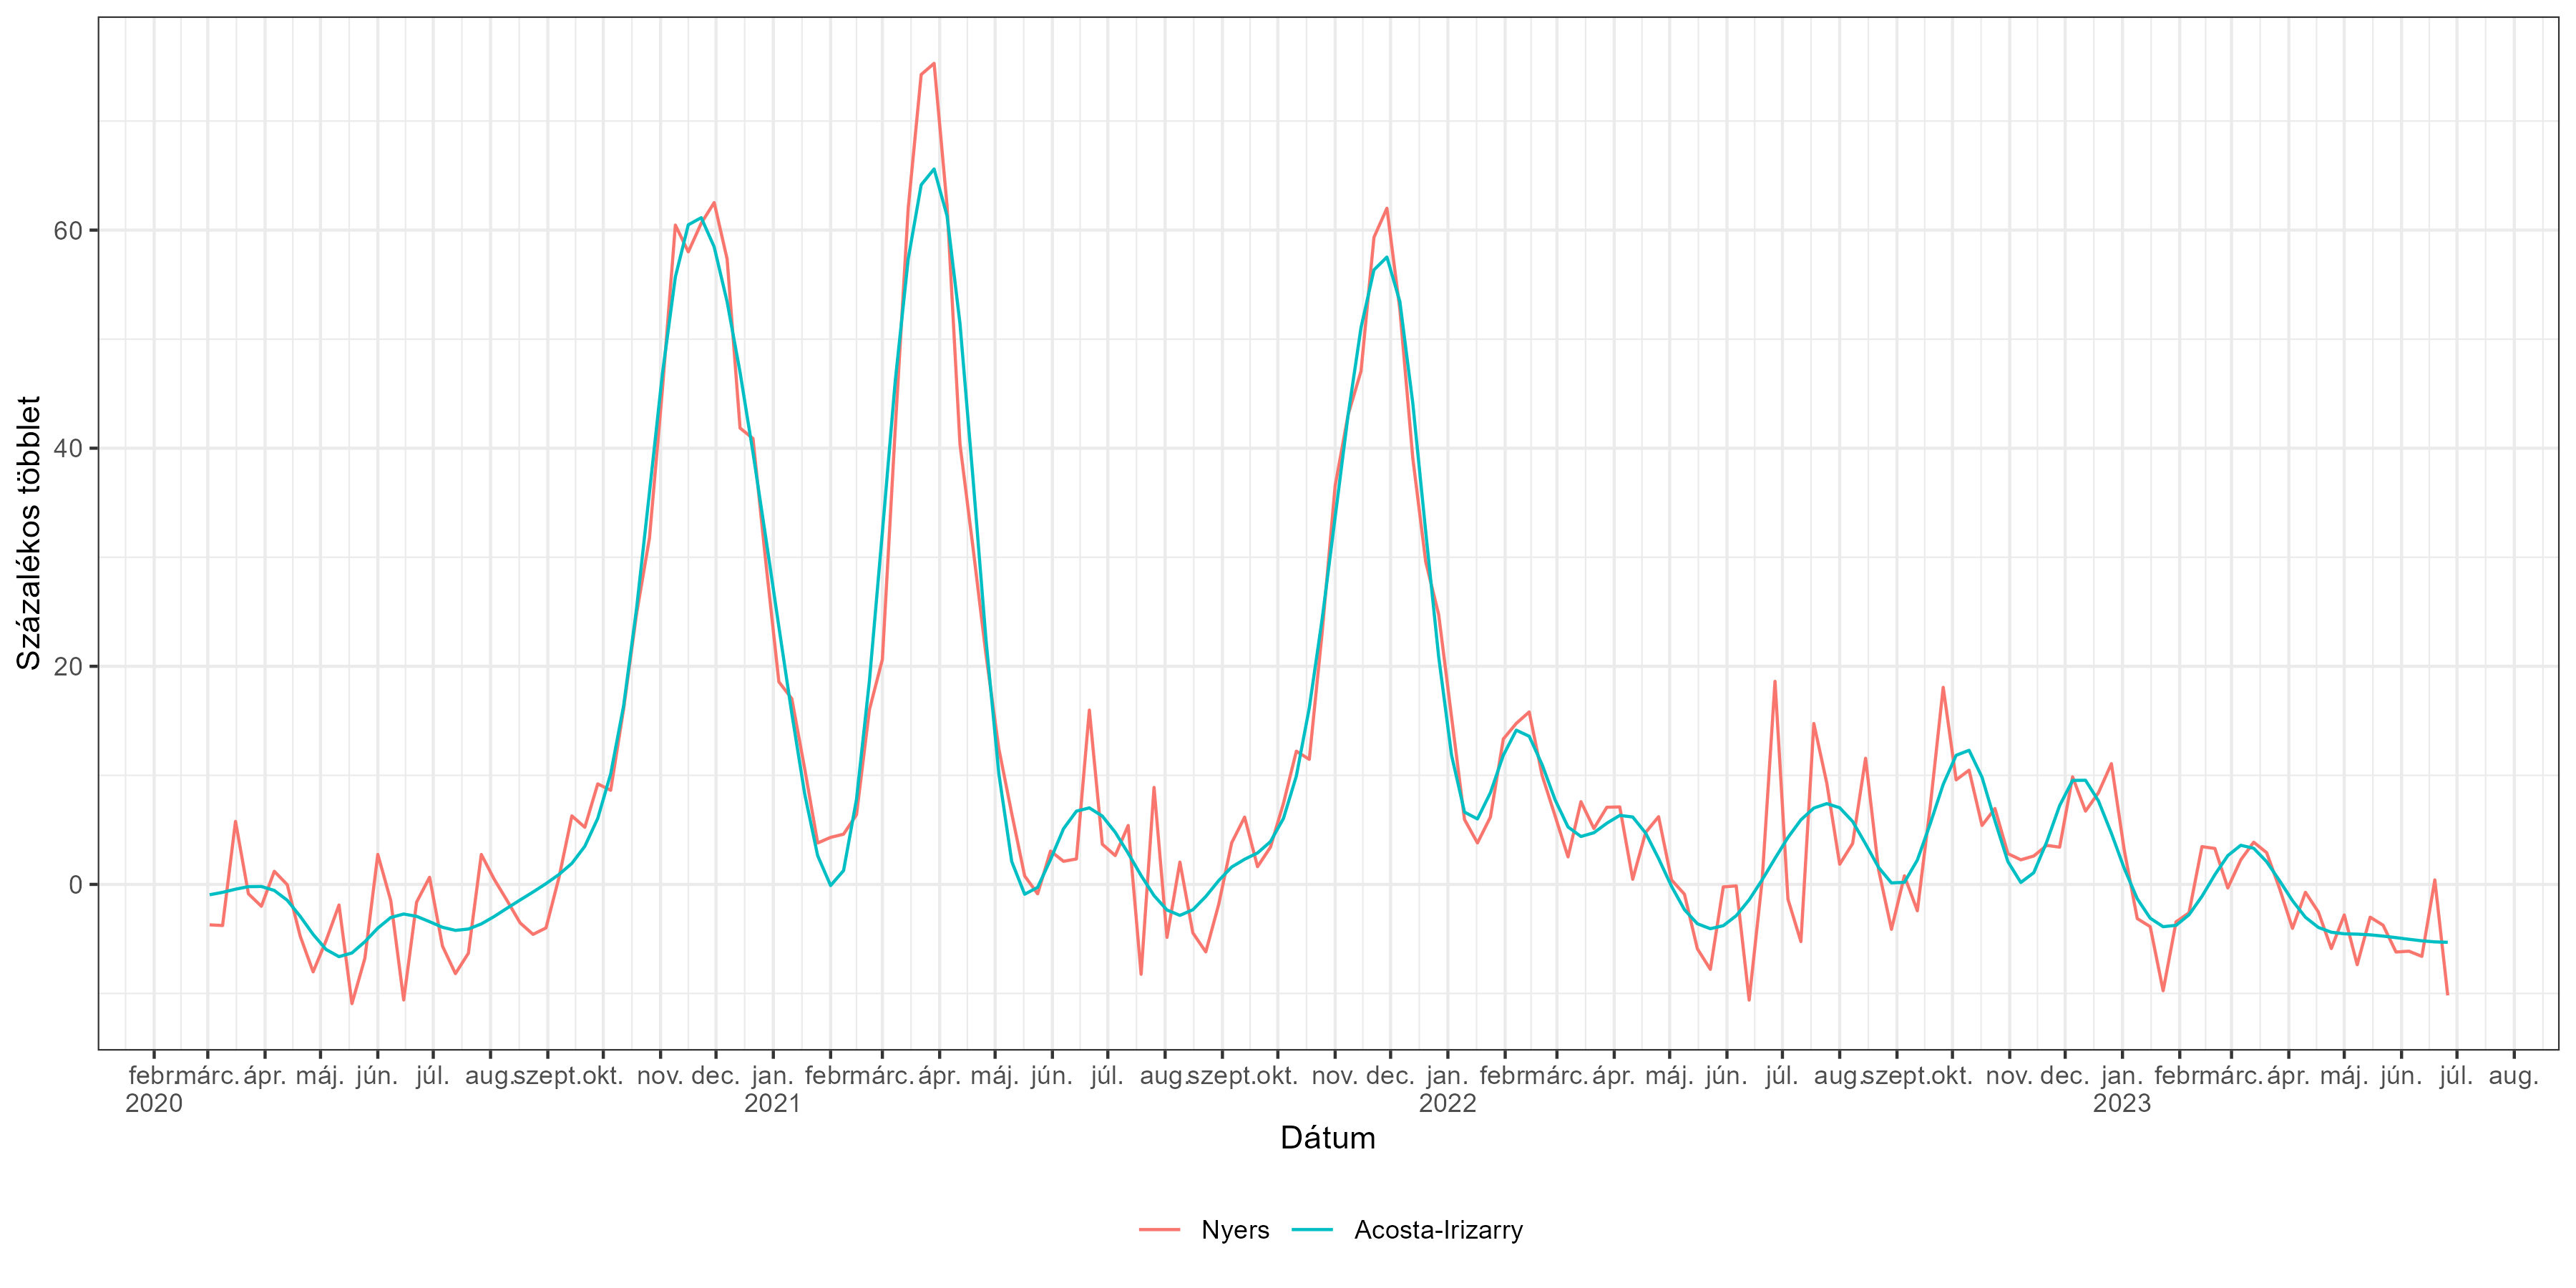 Százalékos többlet
60
40
20
0
febr. márc. ápr. máj. jún. júl. aug. szept. okt. nov. dec. jan. febr. márc. ápr. máj. jún. júl. aug. szept. okt. nov. dec. jan. febr. márc. ápr. máj. jún. júl. aug. szept. okt. nov. dec. jan. febr. márc. ápr. máj. jún. júl. aug.
2020 2021 2022 2023
Dátum
Nyers Acosta-Irizarry